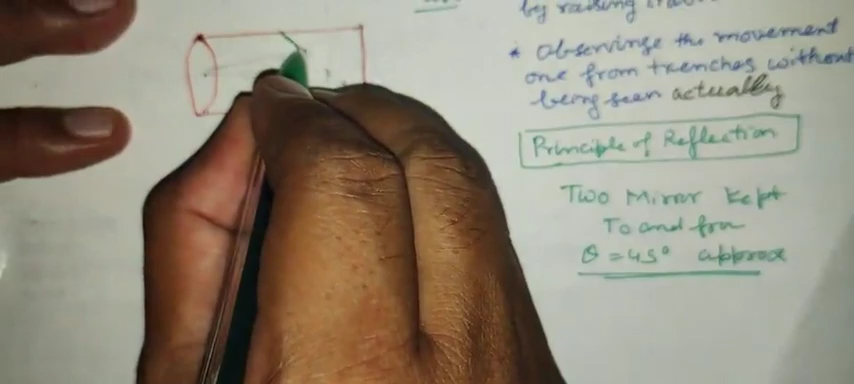 by raising
* Observinge the movement
one from trenches without
being seen actually
Principle of Reflection
Two Mirror Kept
To and fro
θ = 45° approx